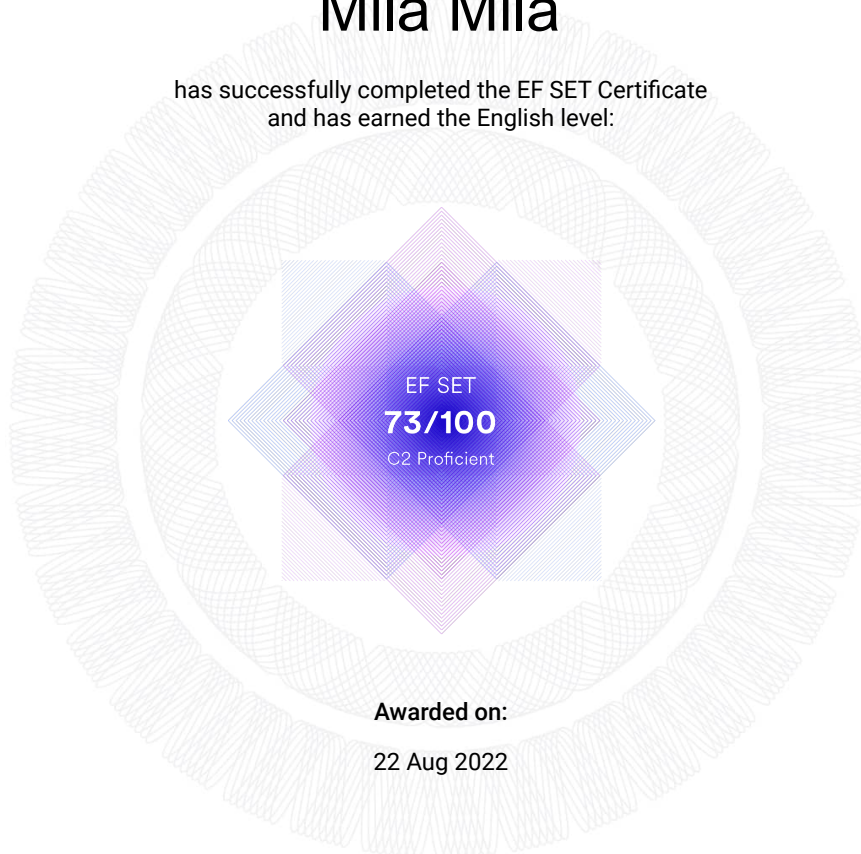 Mila Mila
has successfully completed the EF SET Certificate
and has earned the English level:
EF SET
73/100
C2 Proficient
Awarded on:
22 Aug 2022